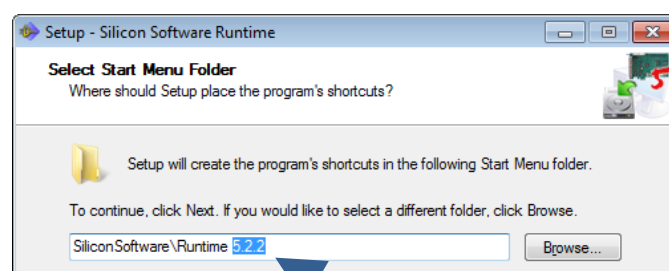 Setup - Silicon Software Runtime
Select Start Menu Folder
Where should Setup place the program's shortcuts?
Setup will create the program's shortcuts in the following Start Menu folder.
To continue, click Next. If you would like to select a different folder, click Browse.
SiliconSoftware\Runtime 5.2.2
Browse...